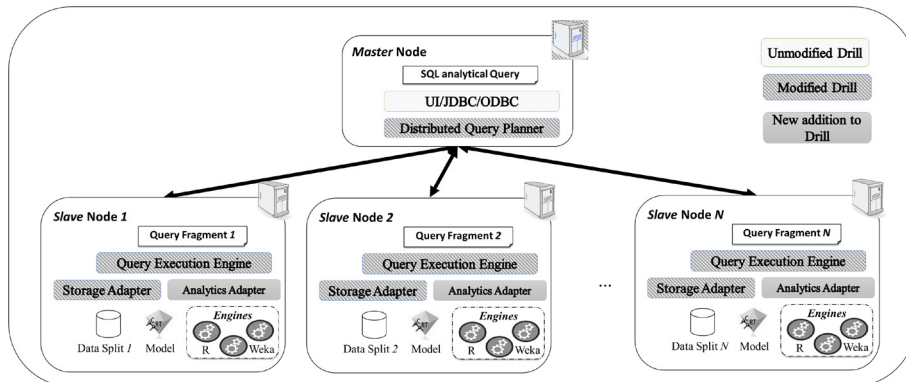 Master Node
SQL analytical Query
UI/JDBC/ODBC
Distributed Query Planner
Unmodified Drill
Modified Drill
New addition to
Drill
Slave Node 1
Query Fragment 1
Query Execution Engine
Storage Adapter
Analytics Adapter
Data Split 1
Model
Engines
R
Weka
Slave Node 2
Query Fragment 2
Query Execution Engine
Storage Adapter
Analytics Adapter
Data Split 2
Model
Engines
R
Weka
...
Slave Node N
Query Fragment N
Query Execution Engine
Storage Adapter
Analytics Adapter
Data Split N
Model
Engines
R
Weka